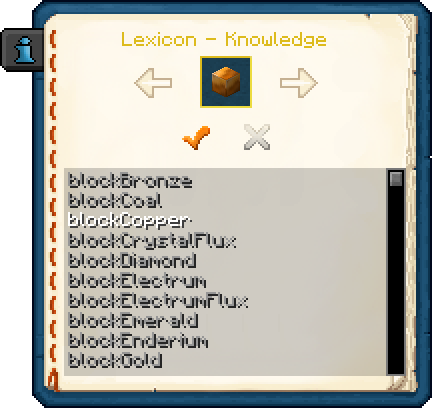 Lexicon - Knowledge
blockBronze
blockCoal
blockCopper
blockCrystalFlux
blockDiamond
blockElectrum
blockElectrumFlux
blockEmerald
blockEnderium
blockGold